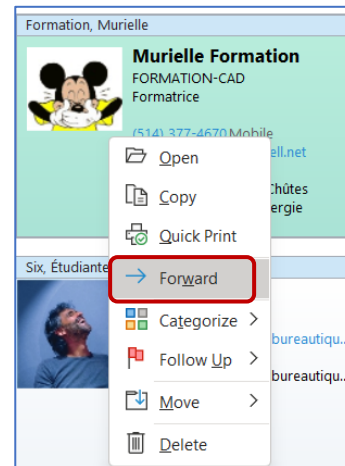 Formation, Murielle
Murielle Formation
FORMATION-CAD
Formatrice
(514) 377-4670 Mobile
ell.net
Chûtes
ergie
Open
Copy
Quick Print
Forward
Categorize
Follow Up
Move
Delete
Six, Étudiante
bureautiqu...
bureautiqu...